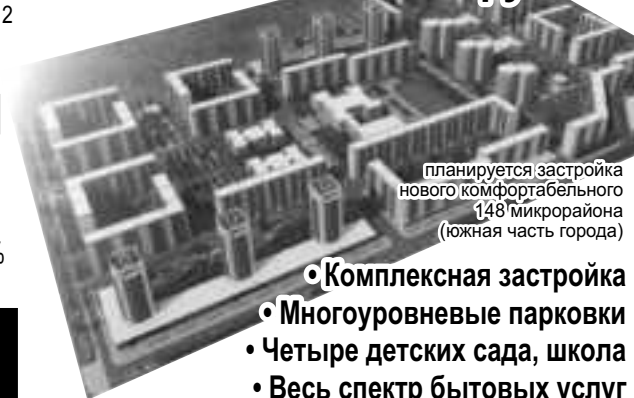 2
планируется застройка
нового комфортабельного
148 микрорайона
(южная часть города)
• Комплексная застройка
• Многоуровневые парковки
• Четыре детских сада, школа
• Весь спектр бытовых услуг